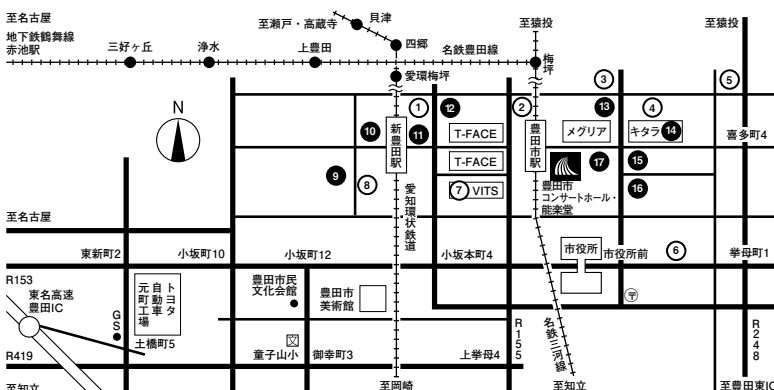 至名古屋
地下鉄鶴舞線
赤池駅
三好ヶ丘
浄水
上豊田
至瀬戸・高蔵寺
貝津
四郷
名鉄豊田線
愛環梅坪
至猿投
梅坪
至猿投
N
1
2
3
4
5
6
7
8
9
10
11
12
13
14
15
16
17
新豊田駅
T-FACE
T-FACE
VITS
豊田市駅
メグリア
キタラ
喜多町4
豊田市
コンサートホール・
能楽堂
愛知環状鉄道
至名古屋
東新町2
小坂町10
小坂町12
小坂本町4
市役所
市役所前
挙母町1
R153
東名高速
豊田IC
GS
トヨタ
自動車
元町工場
土橋町5
豊田市民
文化会館
豊田市
美術館
文
童子山小
御幸町3
上挙母4
R155
名鉄三河線
〒
R248
R419
至知立
至岡崎
至知立
至豊田東IC